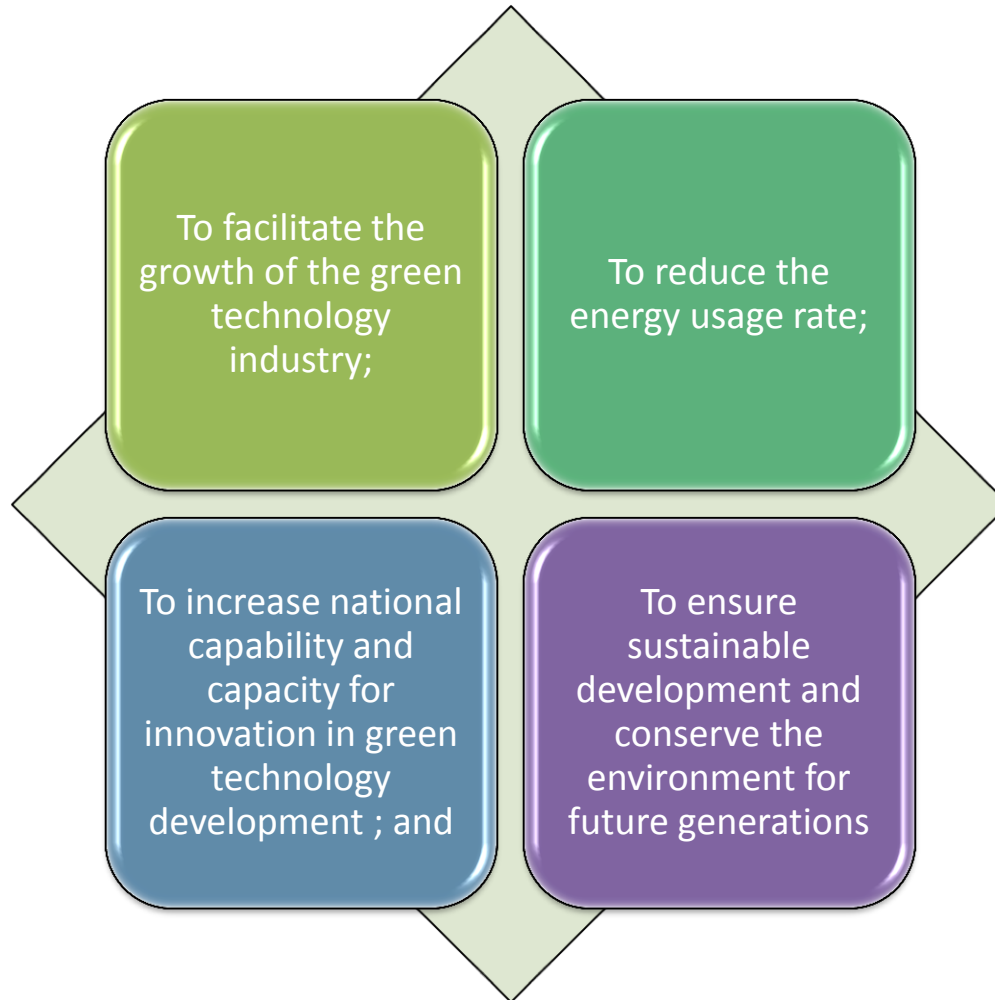 To facilitate the
growth of the green
technology
industry;
To reduce the
energy usage rate;
To increase national
capability and
capacity for
innovation in green
technology
development ; and
To ensure
sustainable
development and
conserve the
environment for
future generations